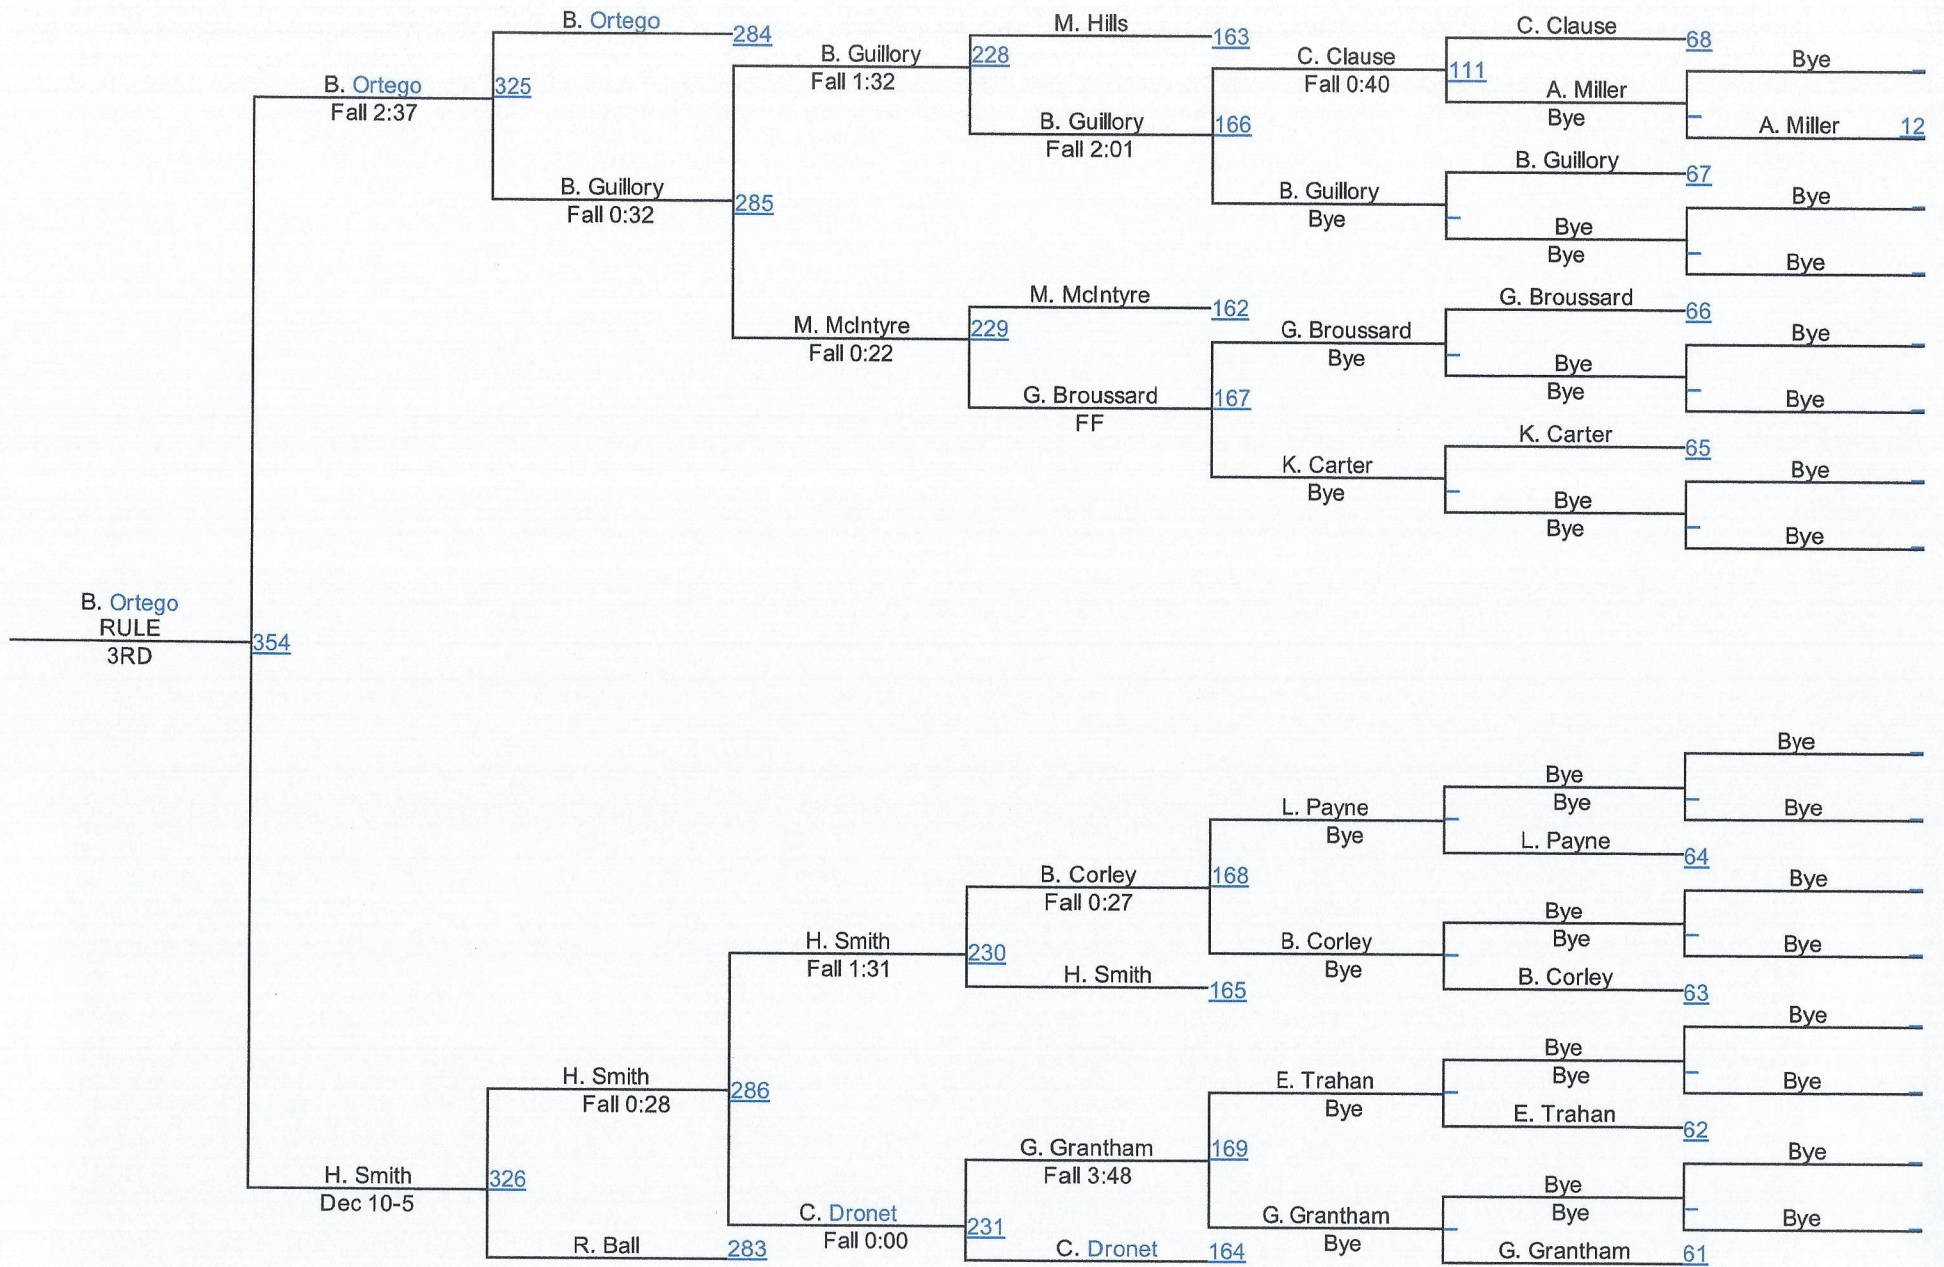 B. Ortego
284
M. Hills
163
C. Clause
68
Bye
B. Guillory
Fall 1:32
228
C. Clause
Fall 0:40
111
B. Ortego
Fall 2:37
325
A. Miller
Bye
B. Guillory
Fall 2:01
166
A. Miller
12
B. Guillory
67
B. Guillory
Fall 0:32
285
B. Guillory
Bye
Bye
Bye
Bye
Bye
M. McIntyre
162
G. Broussard
66
M. McIntyre
Fall 0:22
229
G. Broussard
Bye
Bye
Bye
Bye
Bye
G. Broussard
FF
167
K. Carter
65
K. Carter
Bye
Bye
Bye
Bye
Bye
B. Ortego
RULE
3RD
354
Bye
Bye
Bye
L. Payne
Bye
Bye
L. Payne
64
B. Corley
Fall 0:27
168
Bye
Bye
Bye
H. Smith
Fall 1:31
230
B. Corley
Bye
Bye
H. Smith
165
B. Corley
63
Bye
Bye
Bye
H. Smith
Fall 0:28
286
E. Trahan
Bye
Bye
E. Trahan
62
G. Grantham
Fall 3:48
169
Bye
H. Smith
Dec 10-5
326
Bye
Bye
C. Dronet
Fall 0:00
231
G. Grantham
Bye
Bye
R. Ball
283
C. Dronet
164
G. Grantham
61